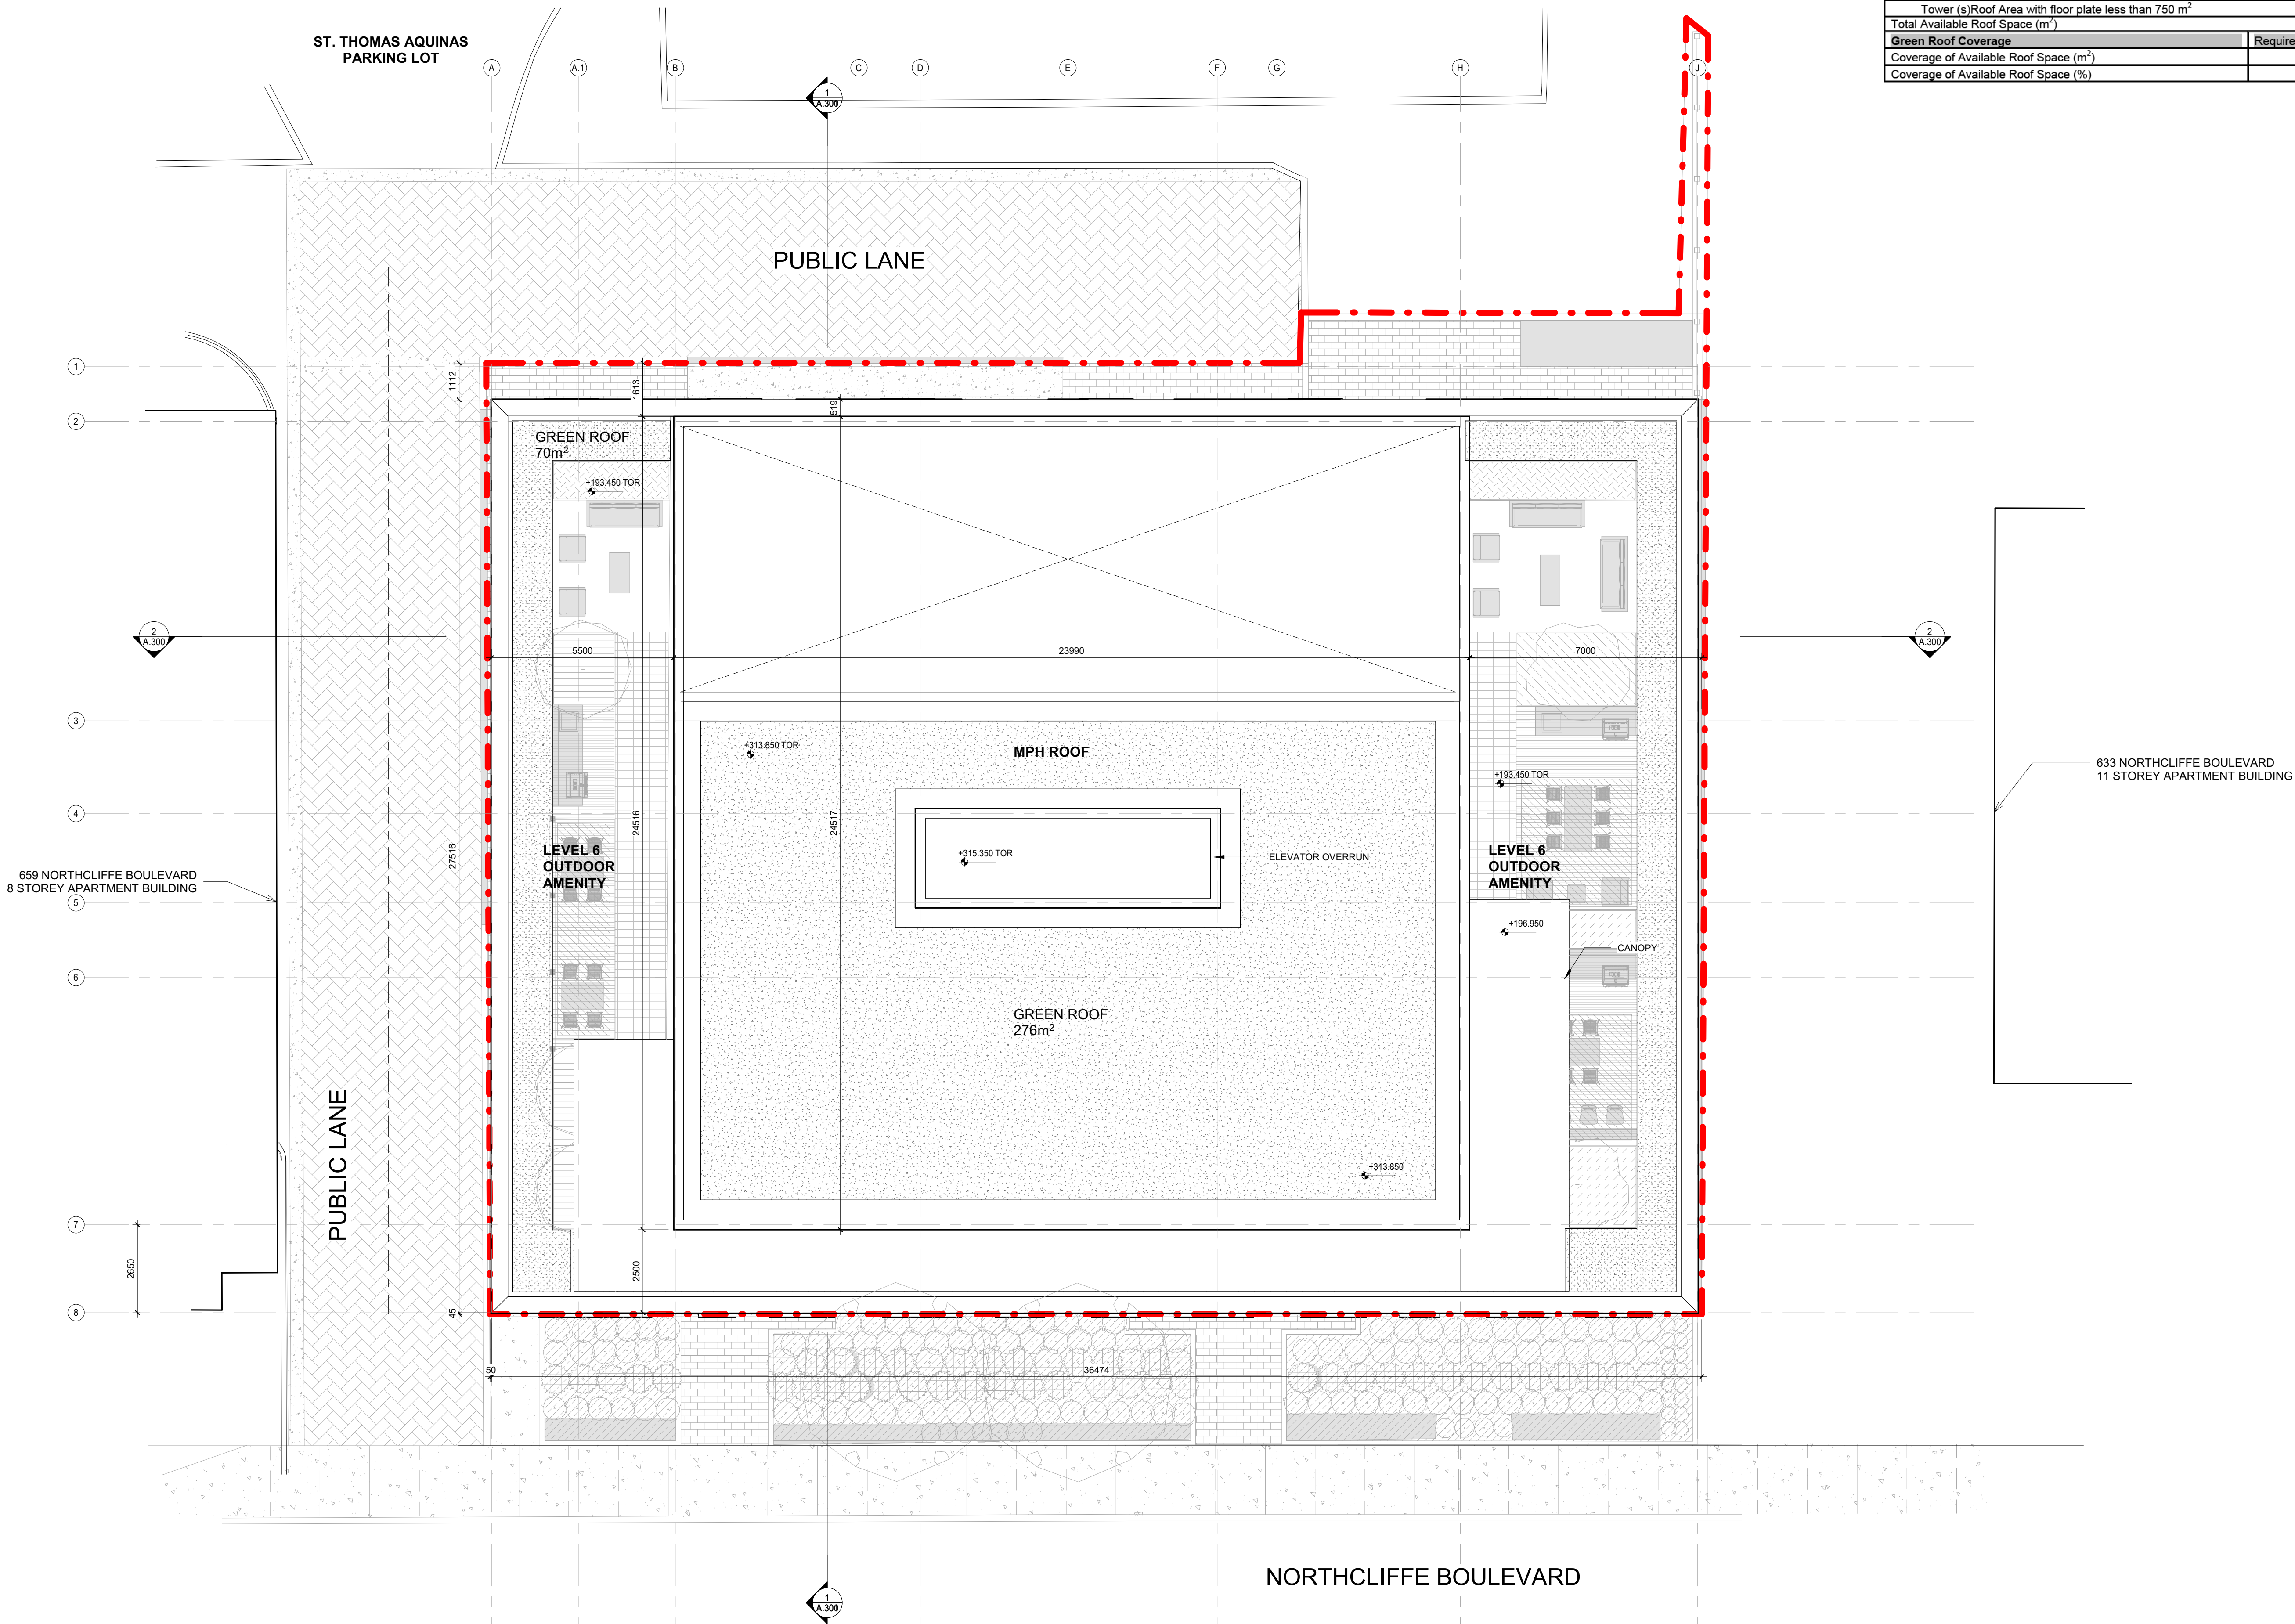 Tower (s)Roof Area with floor plate less than 750 m²
Total Available Roof Space (m²)
Green Roof Coverage Require
Coverage of Available Roof Space (m²)
Coverage of Available Roof Space (%)
ST. THOMAS AQUINAS
PARKING LOT
A
A.1
B
C
D
E
F
G
H
J
1
A.300
PUBLIC LANE
1
1112
1613
519
2
GREEN ROOF
70m²
+193.450 TOR
2
A.300
2
A.300
5500
23990
7000
3
+313.850 TOR
MPH ROOF
+193.450 TOR
633 NORTHCLIFFE BOULEVARD
11 STOREY APARTMENT BUILDING
4
24516
24517
27516
+315.350 TOR
ELEVATOR OVERRUN
LEVEL 6
OUTDOOR
AMENITY
LEVEL 6
OUTDOOR
AMENITY
659 NORTHCLIFFE BOULEVARD
8 STOREY APARTMENT BUILDING
5
+196.950
CANOPY
6
GREEN ROOF
276m²
PUBLIC LANE
+313.850
7
2650
2500
8
45
50
36474
NORTHCLIFFE BOULEVARD
1
A.300